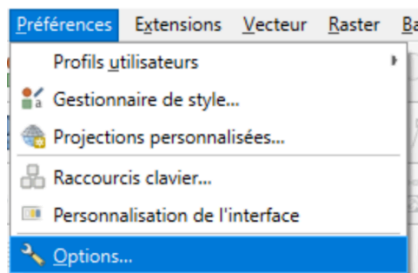 Préférences Extensions Vecteur Raster
Profils utilisateurs
Gestionnaire de style...
Projections personnalisées...
Raccourcis clavier...
Personnalisation de l'interface
Options...